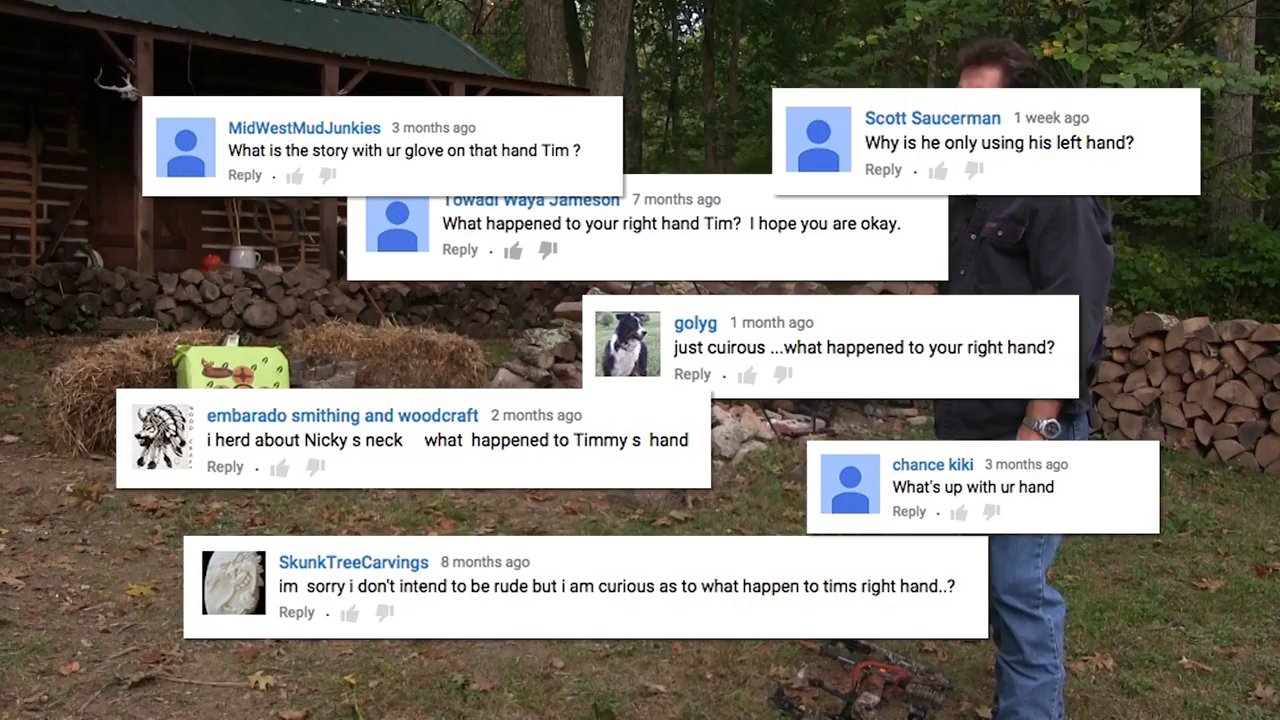 MidWestMudJunkies 3 months ago
What is the story with ur glove on that hand Tim ?
Reply .
Scott Saucerman 1 week ago
Why is he only using his left hand?
Reply .
Towadi Waya Jameson 7 months ago
What happened to your right hand Tim? I hope you are okay.
Reply .
golyg 1 month ago
just cuirous ...what happened to your right hand?
Reply .
embarado smithing and woodcraft 2 months ago
i herd about Nicky s neck what happened to Timmy s hand
Reply .
chance kiki 3 months ago
What's up with ur hand
Reply .
SkunkTreeCarvings 8 months ago
im sorry i don't intend to be rude but i am curious as to what happen to tims right hand..?
Reply .